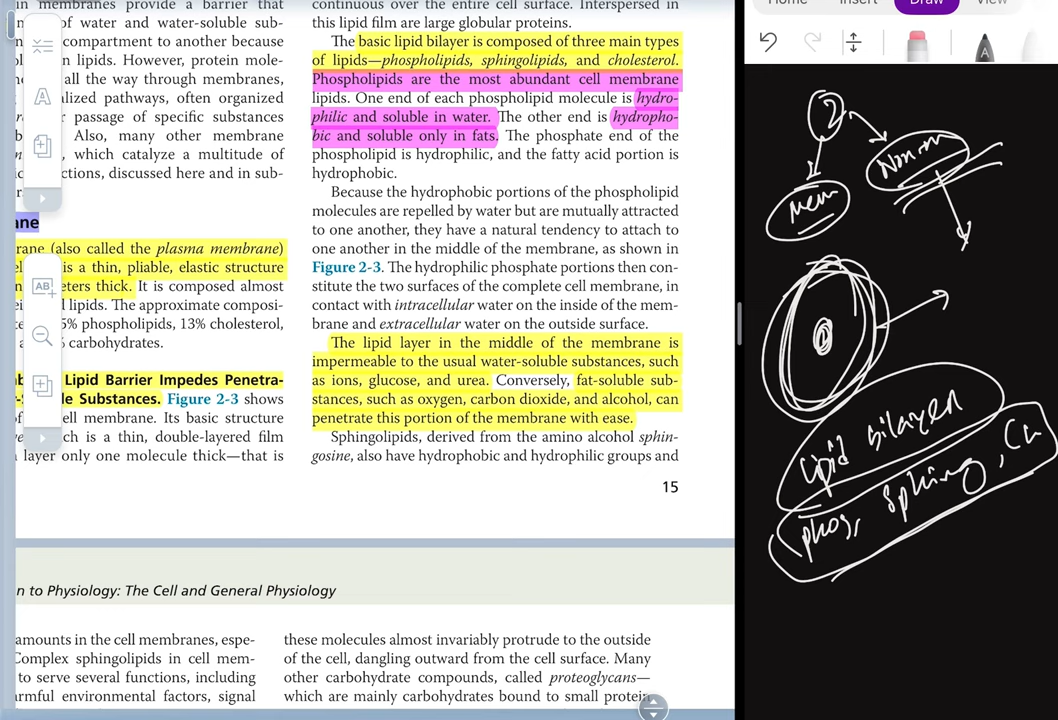 in membranes provide a barrier that
of water and water-soluble sub-
compartment to another because
n lipids. However, protein mole-
all the way through membranes,
alized pathways, often organized
r passage of specific substances
Also, many other membrane
, which catalyze a multitude of
ctions, discussed here and in sub-
ane
rane (also called the plasma membrane)
is a thin, pliable, elastic structure
eters thick. It is composed almost
d lipids. The approximate composi-
5% phospholipids, 13% cholesterol,
carbohydrates.
Lipid Barrier Impedes Penetra-
le Substances. Figure 2-3 shows
ell membrane. Its basic structure
ch is a thin, double-layered film
layer only one molecule thick—that is
continuous over the entire cell surface. Interspersed in
this lipid film are large globular proteins.
The basic lipid bilayer is composed of three main types
of lipids—phospholipids, sphingolipids, and cholesterol.
Phospholipids are the most abundant cell membrane
lipids. One end of each phospholipid molecule is hydro-
philic and soluble in water. The other end is hydropho-
bic and soluble only in fats. The phosphate end of the
phospholipid is hydrophilic, and the fatty acid portion is
hydrophobic.
Because the hydrophobic portions of the phospholipid
molecules are repelled by water but are mutually attracted
to one another, they have a natural tendency to attach to
one another in the middle of the membrane, as shown in
Figure 2-3. The hydrophilic phosphate portions then con-
stitute the two surfaces of the complete cell membrane, in
contact with intracellular water on the inside of the mem-
brane and extracellular water on the outside surface.
The lipid layer in the middle of the membrane is
impermeable to the usual water-soluble substances, such
as ions, glucose, and urea. Conversely, fat-soluble sub-
stances, such as oxygen, carbon dioxide, and alcohol, can
penetrate this portion of the membrane with ease.
Sphingolipids, derived from the amino alcohol sphin-
gosine, also have hydrophobic and hydrophilic groups and
15
n to Physiology: The Cell and General Physiology
amounts in the cell membranes, espe-
Complex sphingolipids in cell mem-
to serve several functions, including
armful environmental factors, signal
these molecules almost invariably protrude to the outside
of the cell, dangling outward from the cell surface. Many
other carbohydrate compounds, called proteoglycans—
which are mainly carbohydrates bound to small protein
Home Insert Draw View
2
Mem
Non-m
Lipid bilayer
phos, Sphing, Ch